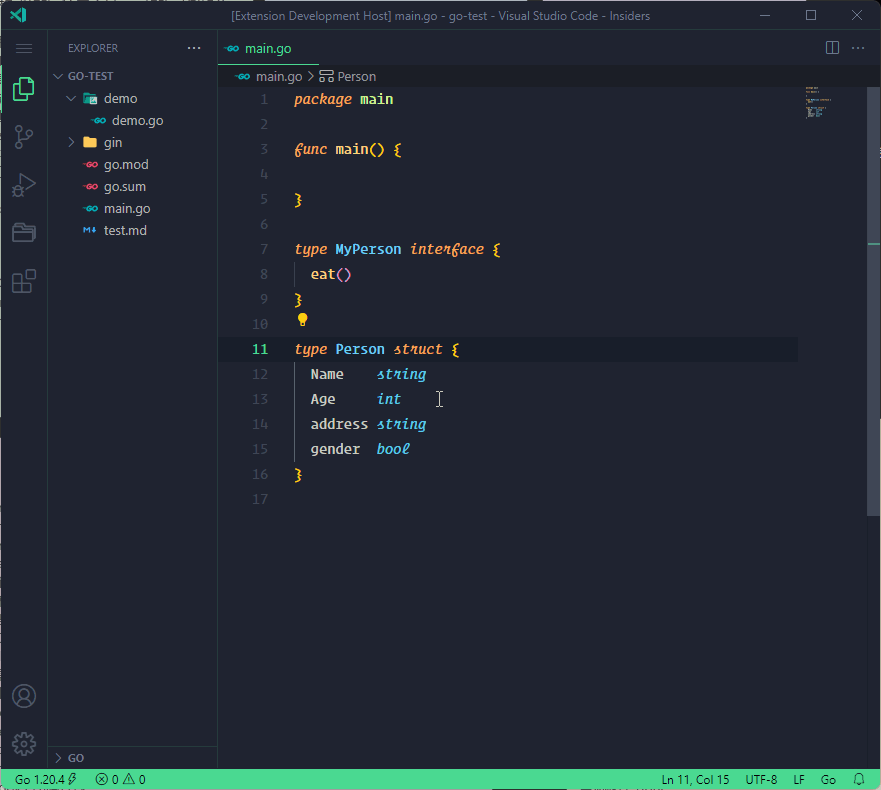 [Extension Development Host] main.go - go-test - Visual Studio Code - Insiders
EXPLORER
GO-TEST
demo
demo.go
gin
go.mod
go.sum
main.go
M↓ test.md
GO
main.go
main.go > Person
1 package main
2
3 func main() {
4
5 }
6
7 type MyPerson interface {
8 eat()
9 }
10
11 type Person struct {
12 Name string
13 Age int
14 address string
15 gender bool
16 }
17
Go 1.20.4 0 0 Ln 11, Col 15 UTF-8 LF Go